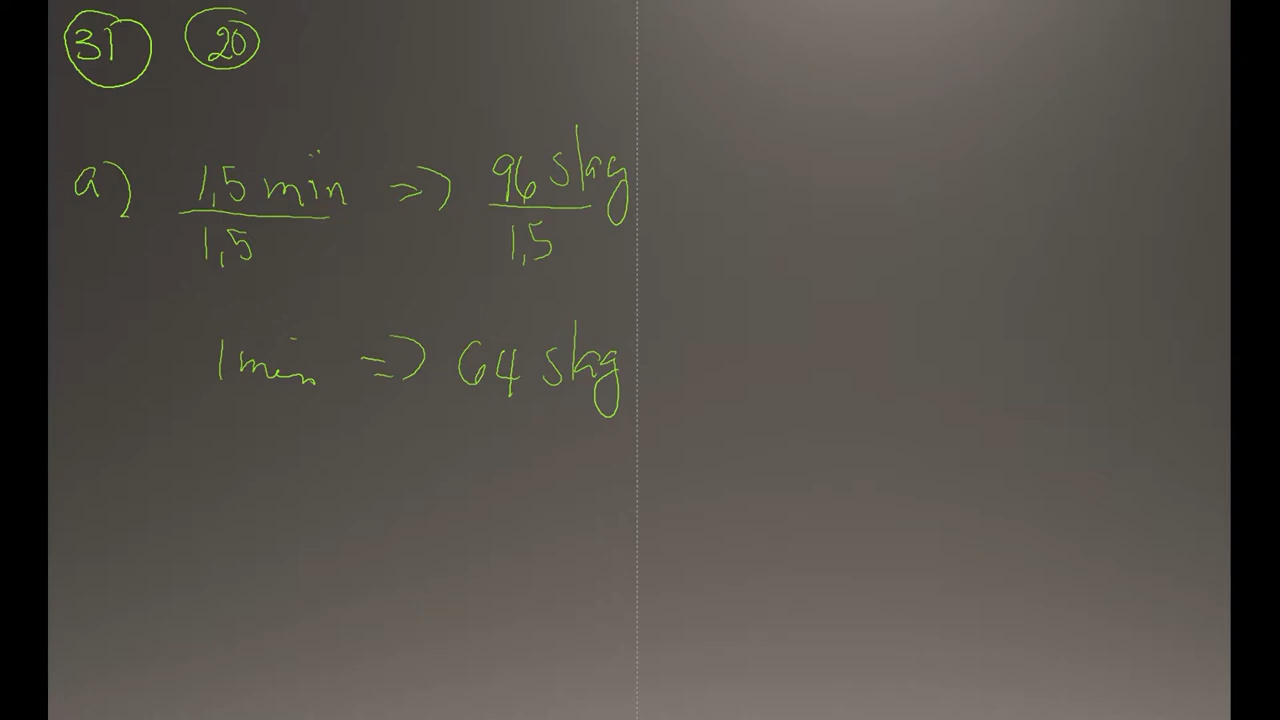 31 20
a) 1,5 min => 96 slag
1,5 1,5
1 min => 64 slag